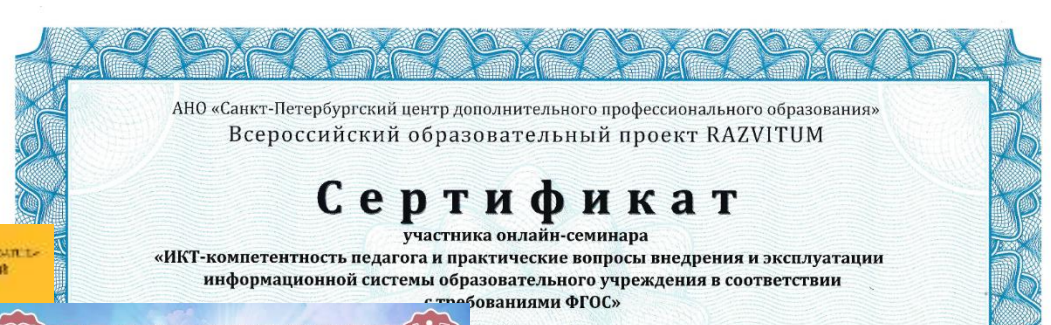 АНО «Санкт-Петербургский центр дополнительного профессионального образования»
Всероссийский образовательный проект RAZVITUM
Сертификат
участника онлайн-семинара
«ИКТ-компетентность педагога и практические вопросы внедрения и эксплуатации
информационной системы образовательного учреждения в соответствии
с требованиями ФГОС»